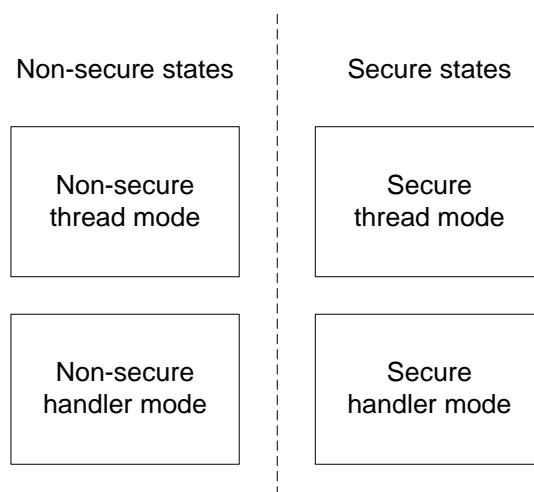 Non-secure states
Secure states
Non-secure
thread mode
Secure
thread mode
Non-secure
handler mode
Secure
handler mode